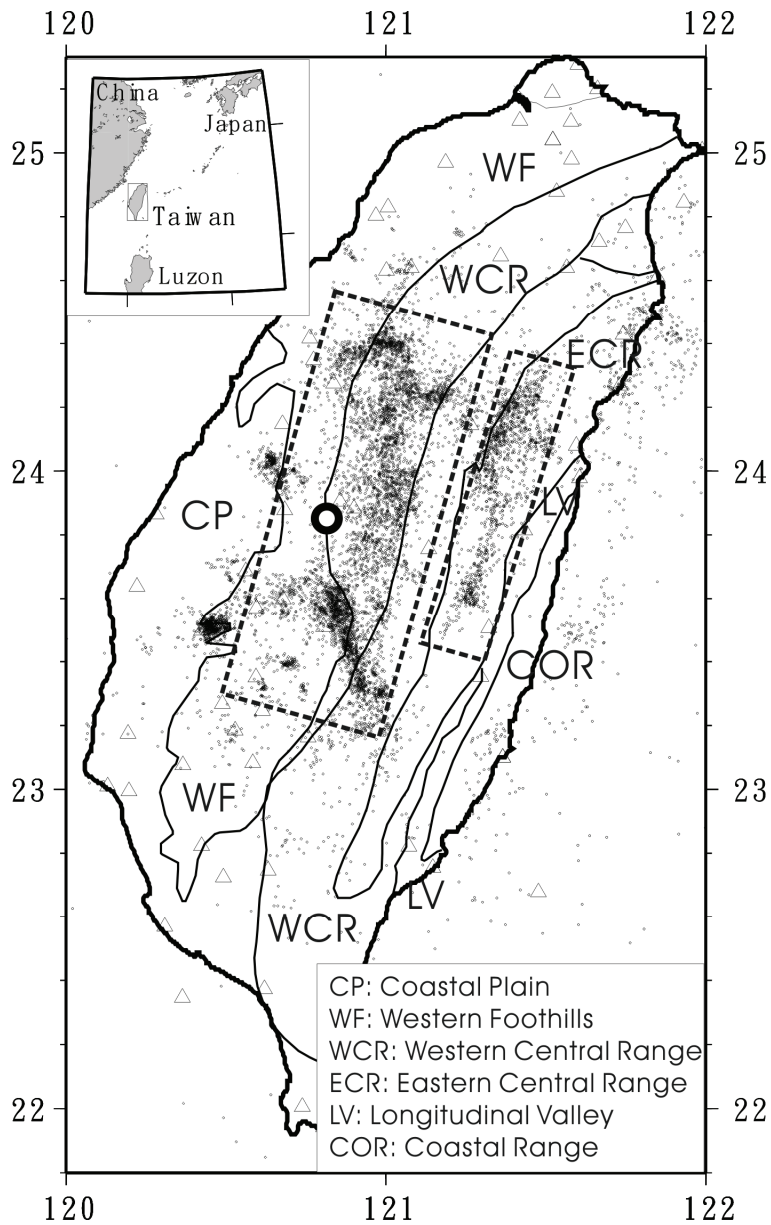 120 121 122
China
Japan
Taiwan
Luzon
25 25
WF
WCR
ECR
24 24
CP
LV
COR
23 23
WF
LV
WCR
CP: Coastal Plain
WF: Western Foothills
WCR: Western Central Range
ECR: Eastern Central Range
LV: Longitudinal Valley
COR: Coastal Range
22 22
120 121 122